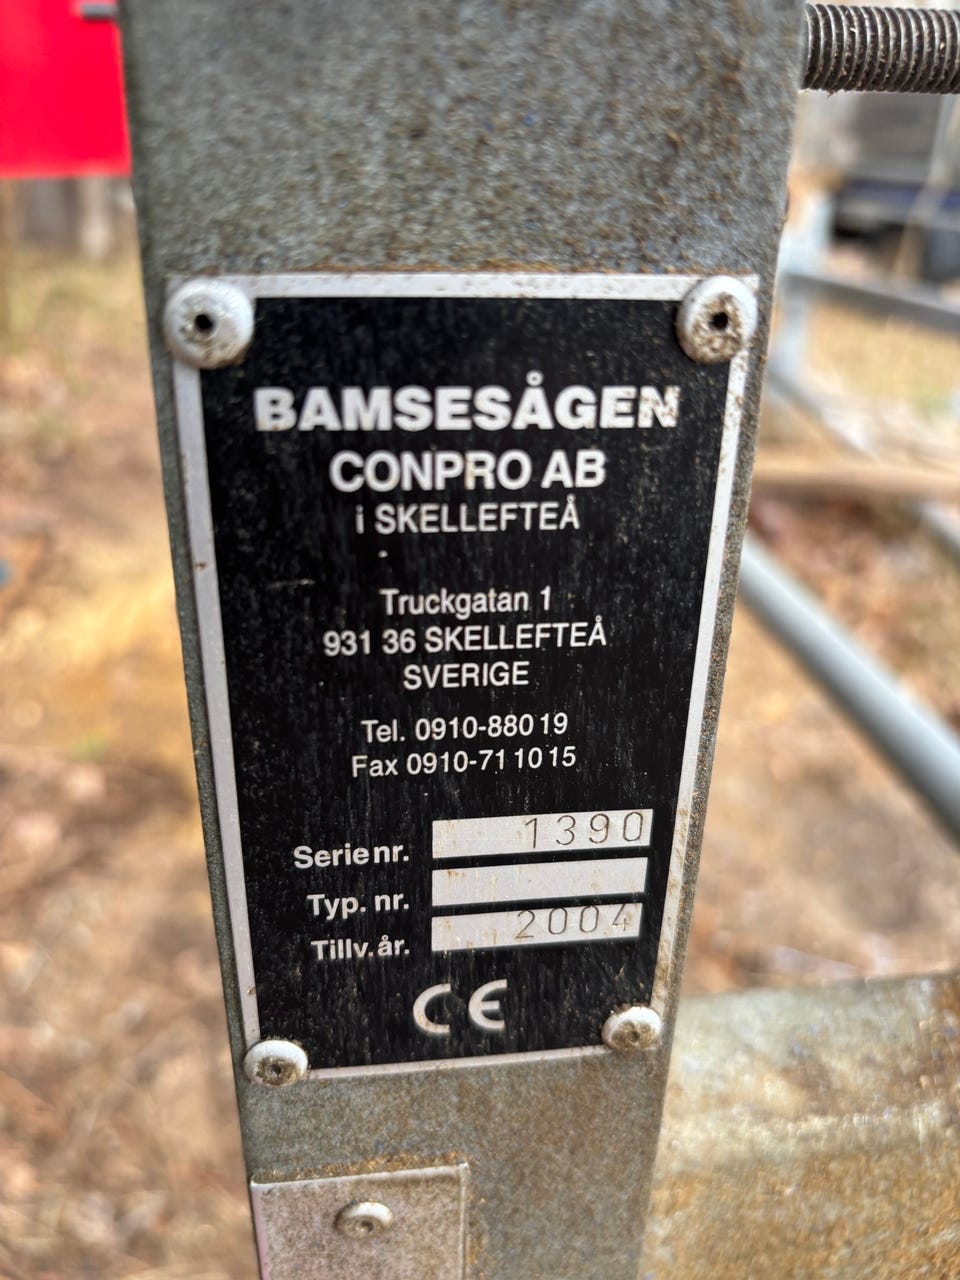 BAMSESÅGEN
CONPRO AB
i SKELLEFTEÅ
Truckgatan 1
931 36 SKELLEFTEÅ
SVERIGE
Tel. 0910-880 19
Fax 0910-71 10 15
Serie nr. 1390
Typ. nr.
Tillv. år. 2004
CE